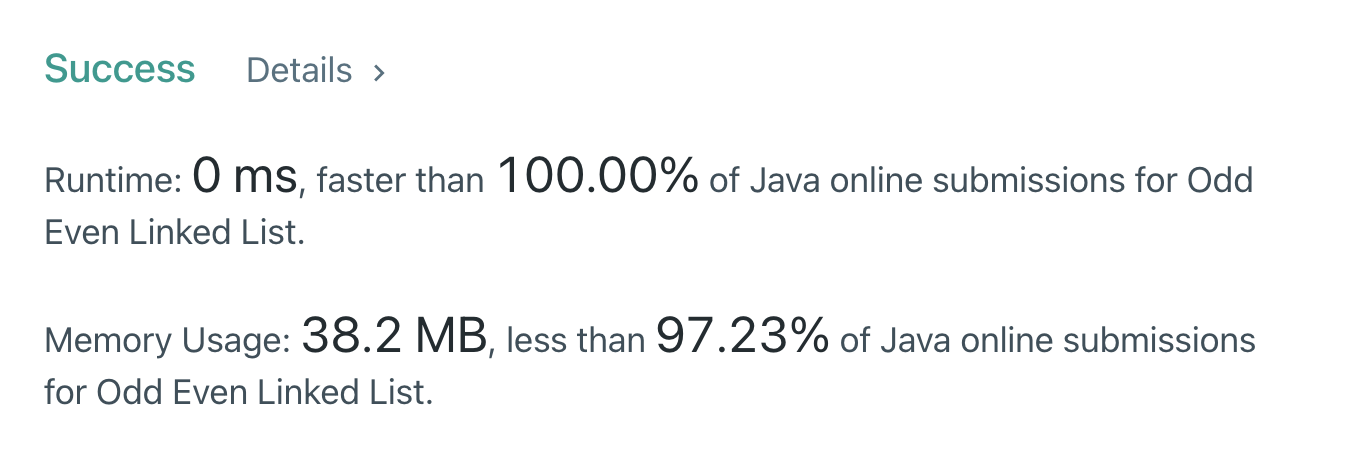 Success Details >
Runtime: 0 ms, faster than 100.00% of Java online submissions for Odd
Even Linked List.
Memory Usage: 38.2 MB, less than 97.23% of Java online submissions
for Odd Even Linked List.